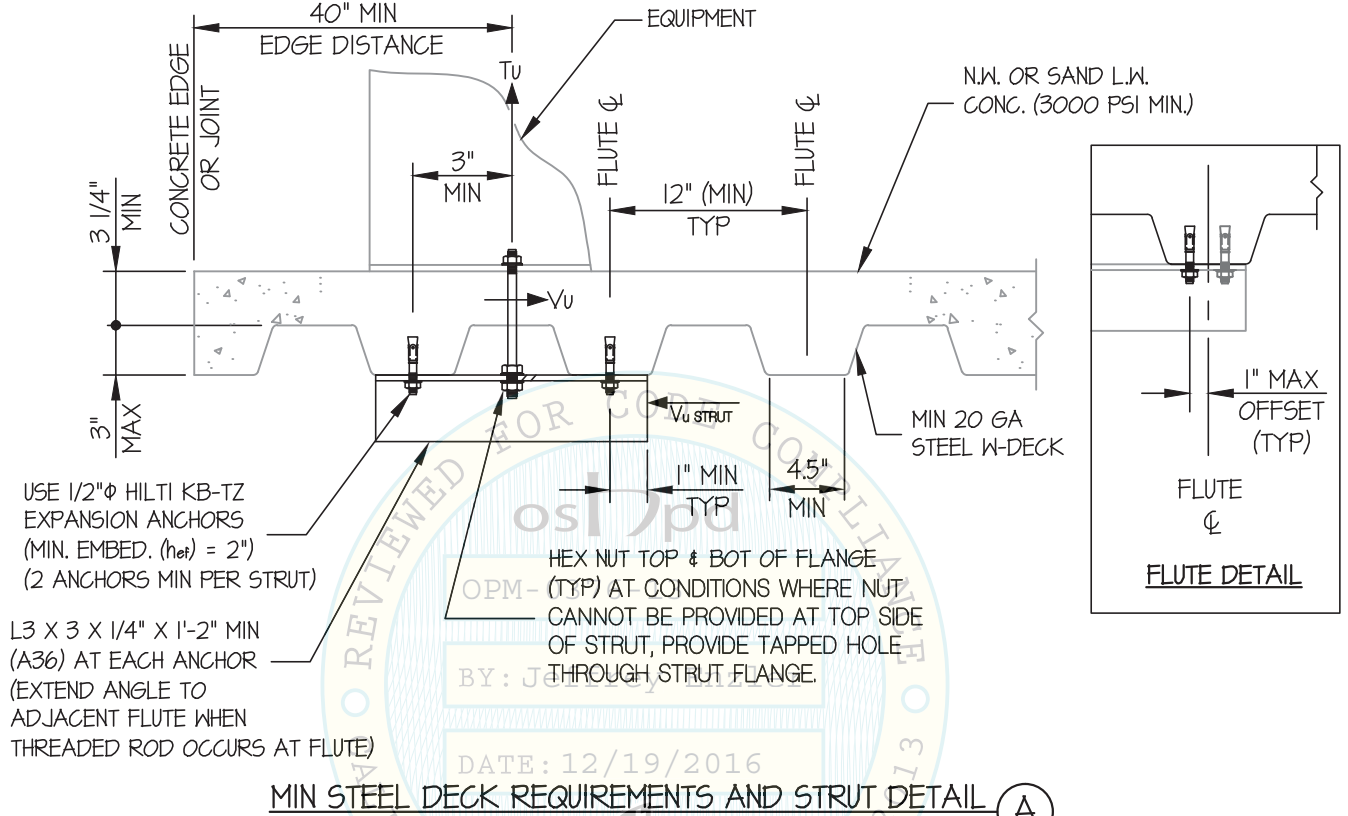 40" MIN
EDGE DISTANCE
EQUIPMENT
CONCRETE EDGE
OR JOINT
Tu
3"
MIN
FLUTE ℄
FLUTE ℄
12" (MIN)
TYP
N.W. OR SAND L.W.
CONC. (3000 PSI MIN.)
3 1/4"
MIN
Vu
3"
MAX
Vu STRUT
MIN 20 GA
STEEL W-DECK
1" MIN
TYP
4.5"
MIN
1" MAX
OFFSET
(TYP)
FLUTE
℄
FLUTE DETAIL
USE 1/2"Φ HILTI KB-TZ
EXPANSION ANCHORS
(MIN. EMBED. (hef) = 2")
(2 ANCHORS MIN PER STRUT)
HEX NUT TOP & BOT OF FLANGE
(TYP) AT CONDITIONS WHERE NUT
CANNOT BE PROVIDED AT TOP SIDE
OF STRUT, PROVIDE TAPPED HOLE
THROUGH STRUT FLANGE.
L3 X 3 X 1/4" X 1'-2" MIN
(A36) AT EACH ANCHOR
(EXTEND ANGLE TO
ADJACENT FLUTE WHEN
THREADED ROD OCCURS AT FLUTE)
REVIEWED FOR CODE COMPLIANCE
oshpd
BY: Jeffrey
DATE: 12/19/2016
MIN STEEL DECK REQUIREMENTS AND STRUT DETAIL
A